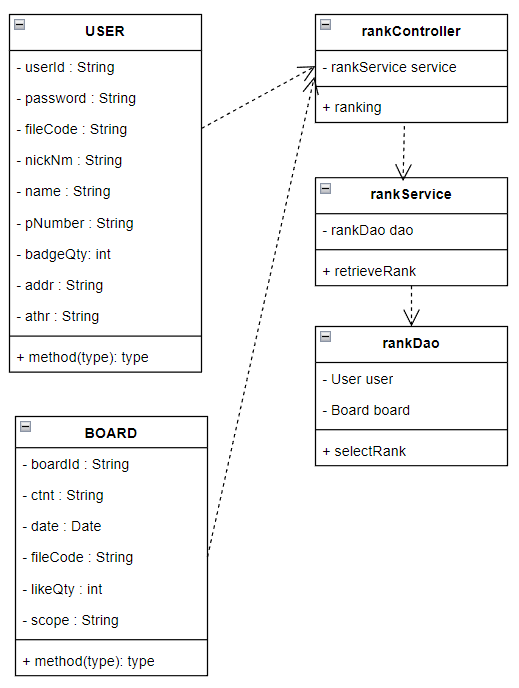 USER
- userId : String
- password : String
- fileCode : String
- nickNm : String
- name : String
- pNumber : String
- badgeQty: int
- addr : String
- athr : String
+ method(type): type
BOARD
- boardId : String
- ctnt : String
- date : Date
- fileCode : String
- likeQty : int
- scope : String
+ method(type): type
rankController
- rankService service
+ ranking
rankService
- rankDao dao
+ retrieveRank
rankDao
- User user
- Board board
+ selectRank